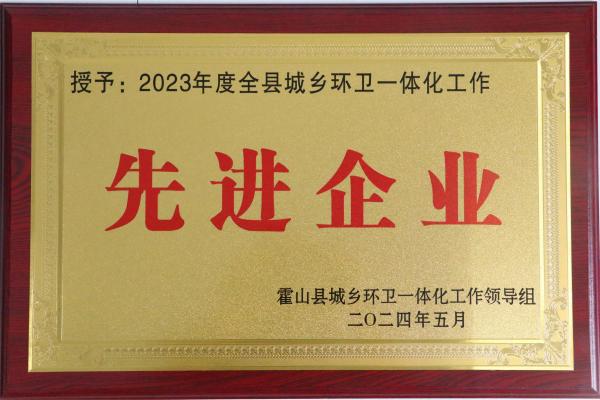 授予：2023年度全县城乡环卫一体化工作
先进企业
霍山县城乡环卫一体化工作领导组
二〇二四年五月